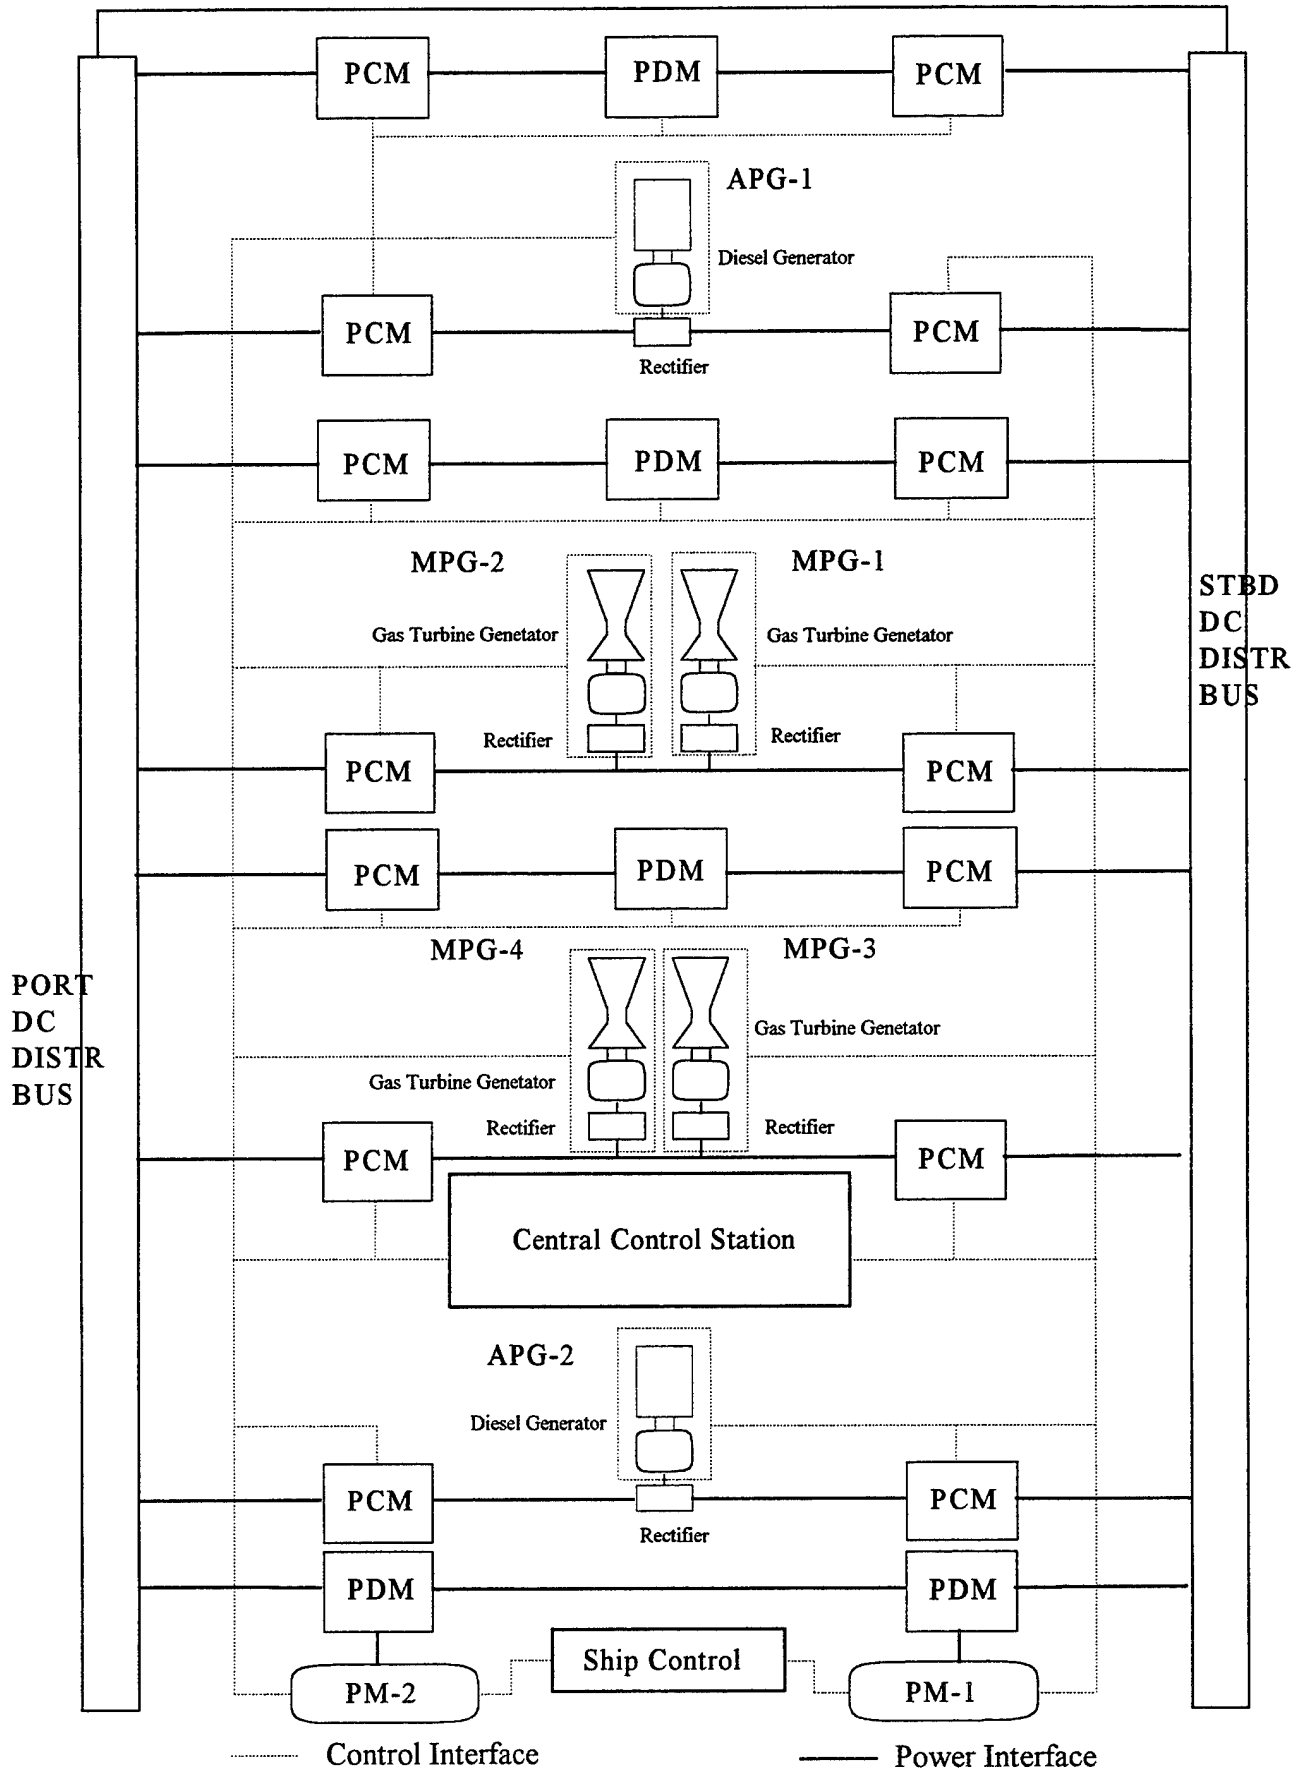 PCM PDM PCM
APG-1
Diesel Generator
PCM PCM
Rectifier
PCM PDM PCM
MPG-2 MPG-1
STBD
DC
DISTR
BUS
Gas Turbine Genetator Gas Turbine Genetator
Rectifier Rectifier
PCM PCM
PCM PDM PCM
MPG-4 MPG-3
PORT
DC
DISTR
BUS
Gas Turbine Genetator
Gas Turbine Genetator
Rectifier Rectifier
PCM PCM
Central Control Station
APG-2
Diesel Generator
PCM PCM
Rectifier
PDM PDM
Ship Control
PM-2 PM-1
Control Interface Power Interface